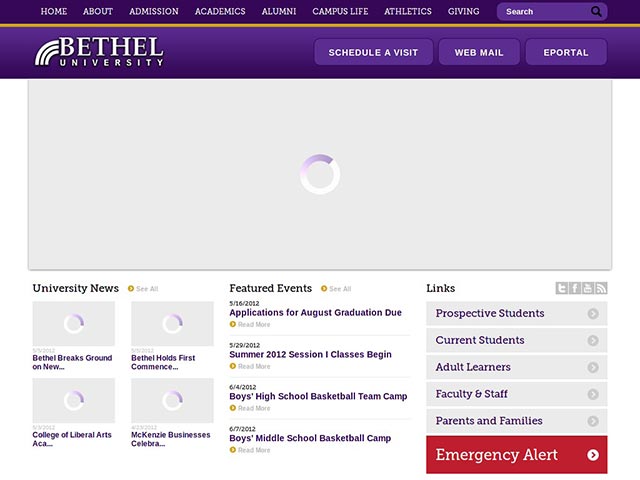 HOME ABOUT ADMISSION ACADEMICS ALUMNI CAMPUS LIFE ATHLETICS GIVING Search
BETHEL
UNIVERSITY
SCHEDULE A VISIT WEB MAIL EPORTAL
University News See All
5/5/2012
Bethel Breaks Ground
on New...
5/5/2012
Bethel Holds First
Commence...
5/3/2012
College of Liberal Arts
Aca...
4/23/2012
McKenzie Businesses
Celebra...
Featured Events See All
5/16/2012
Applications for August Graduation Due
Read More
5/29/2012
Summer 2012 Session I Classes Begin
Read More
6/4/2012
Boys' High School Basketball Team Camp
Read More
6/7/2012
Boys' Middle School Basketball Camp
Read More
Links
Prospective Students
Current Students
Adult Learners
Faculty & Staff
Parents and Families
Emergency Alert